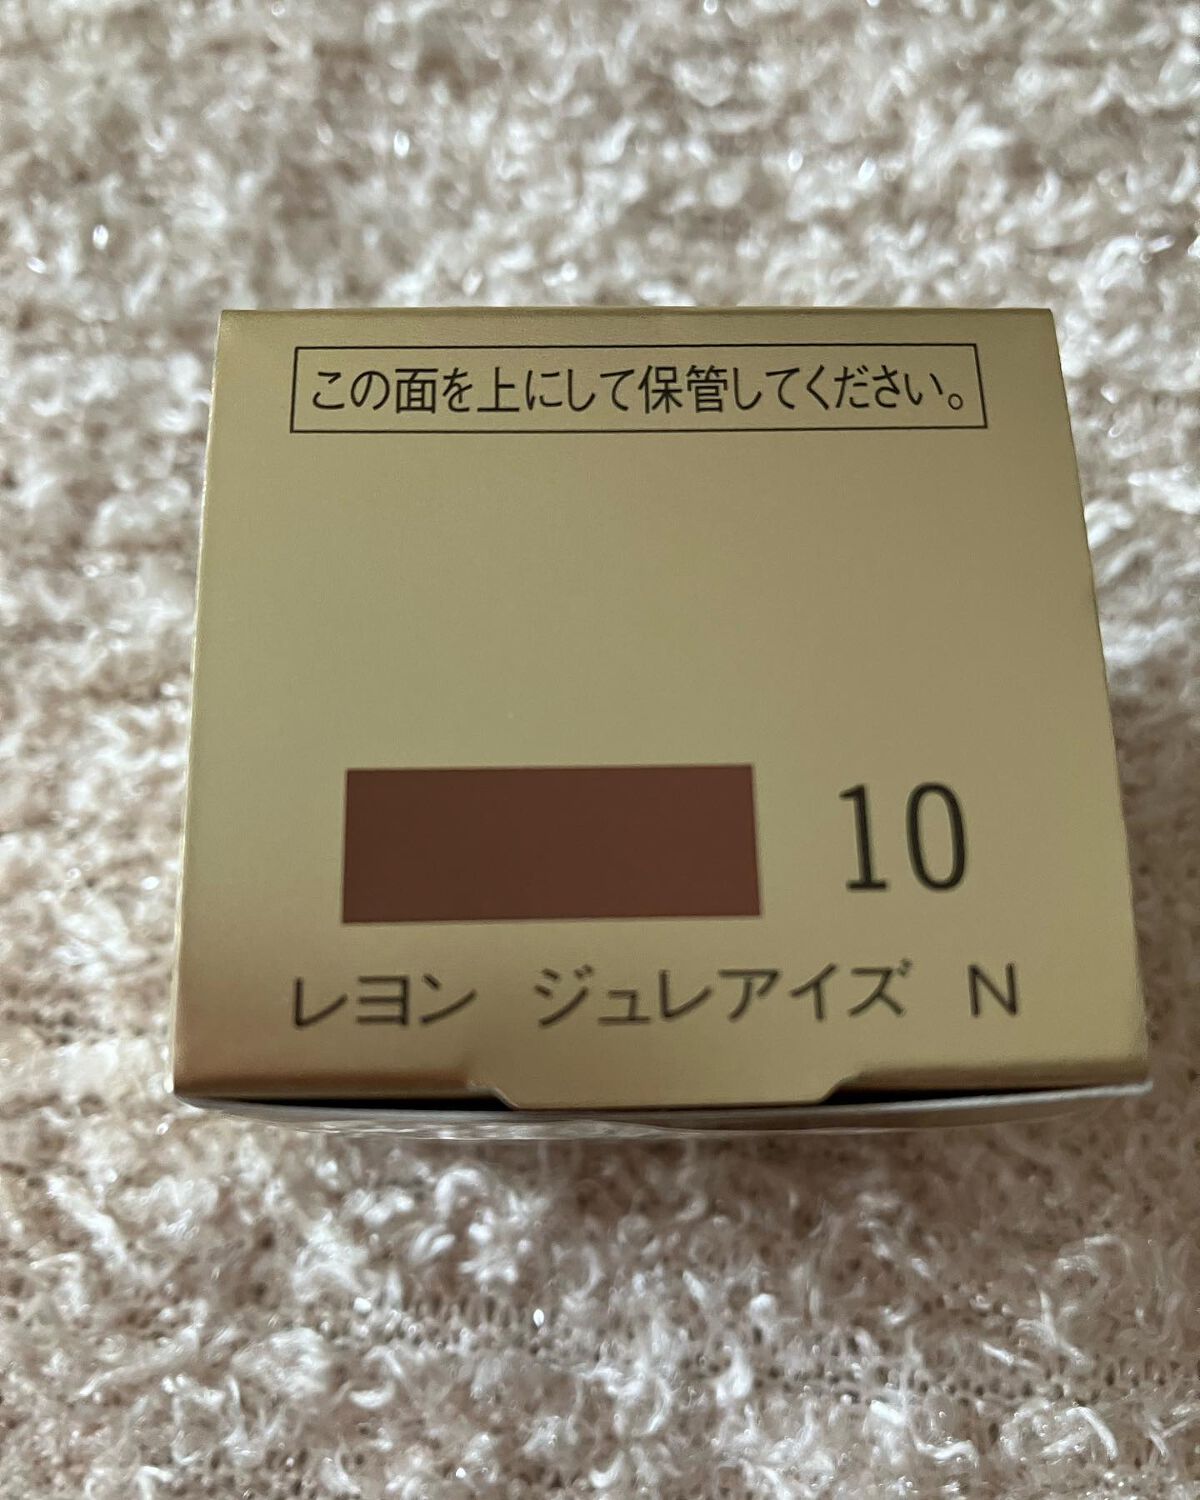 この面を上にして保管してください。
10
レヨン ジュレアイズ N